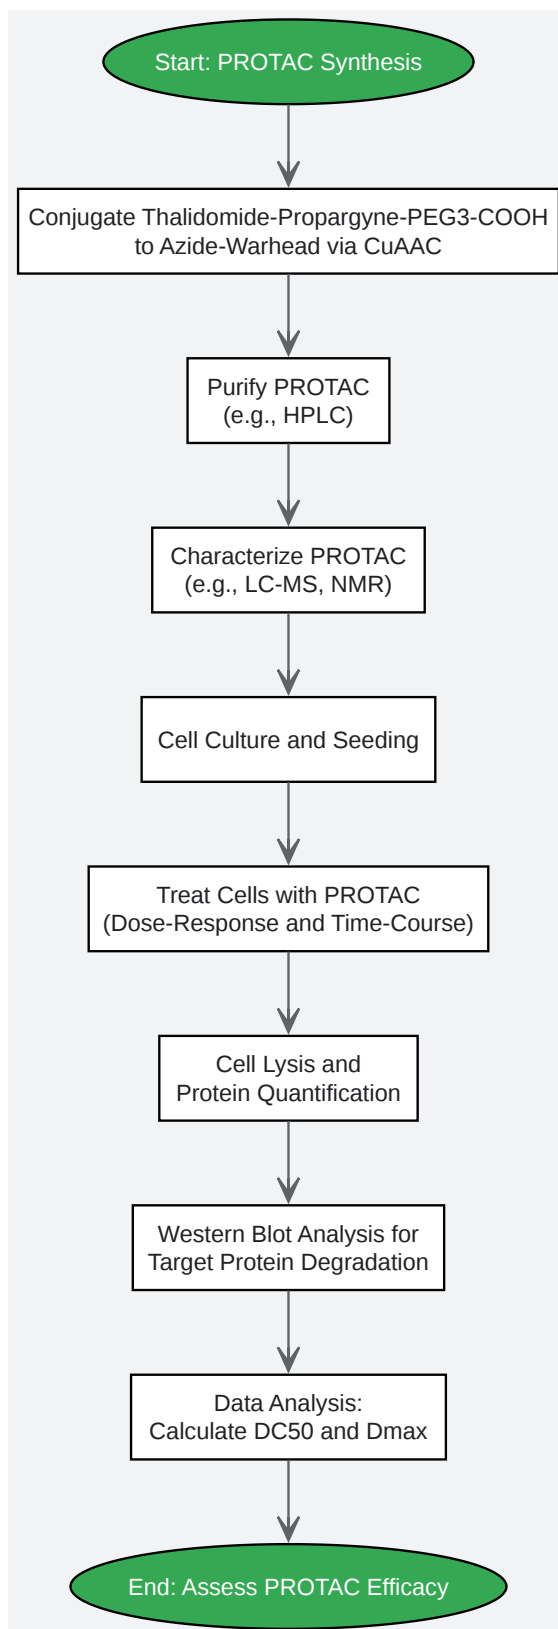 Start: PROTAC Synthesis
Conjugate Thalidomide-Propargyne-PEG3-COOH
to Azide-Warhead via CuAAC
Purify PROTAC
(e.g., HPLC)
Characterize PROTAC
(e.g., LC-MS, NMR)
Cell Culture and Seeding
Treat Cells with PROTAC
(Dose-Response and Time-Course)
Cell Lysis and
Protein Quantification
Western Blot Analysis for
Target Protein Degradation
Data Analysis:
Calculate DC50 and Dmax
End: Assess PROTAC Efficacy